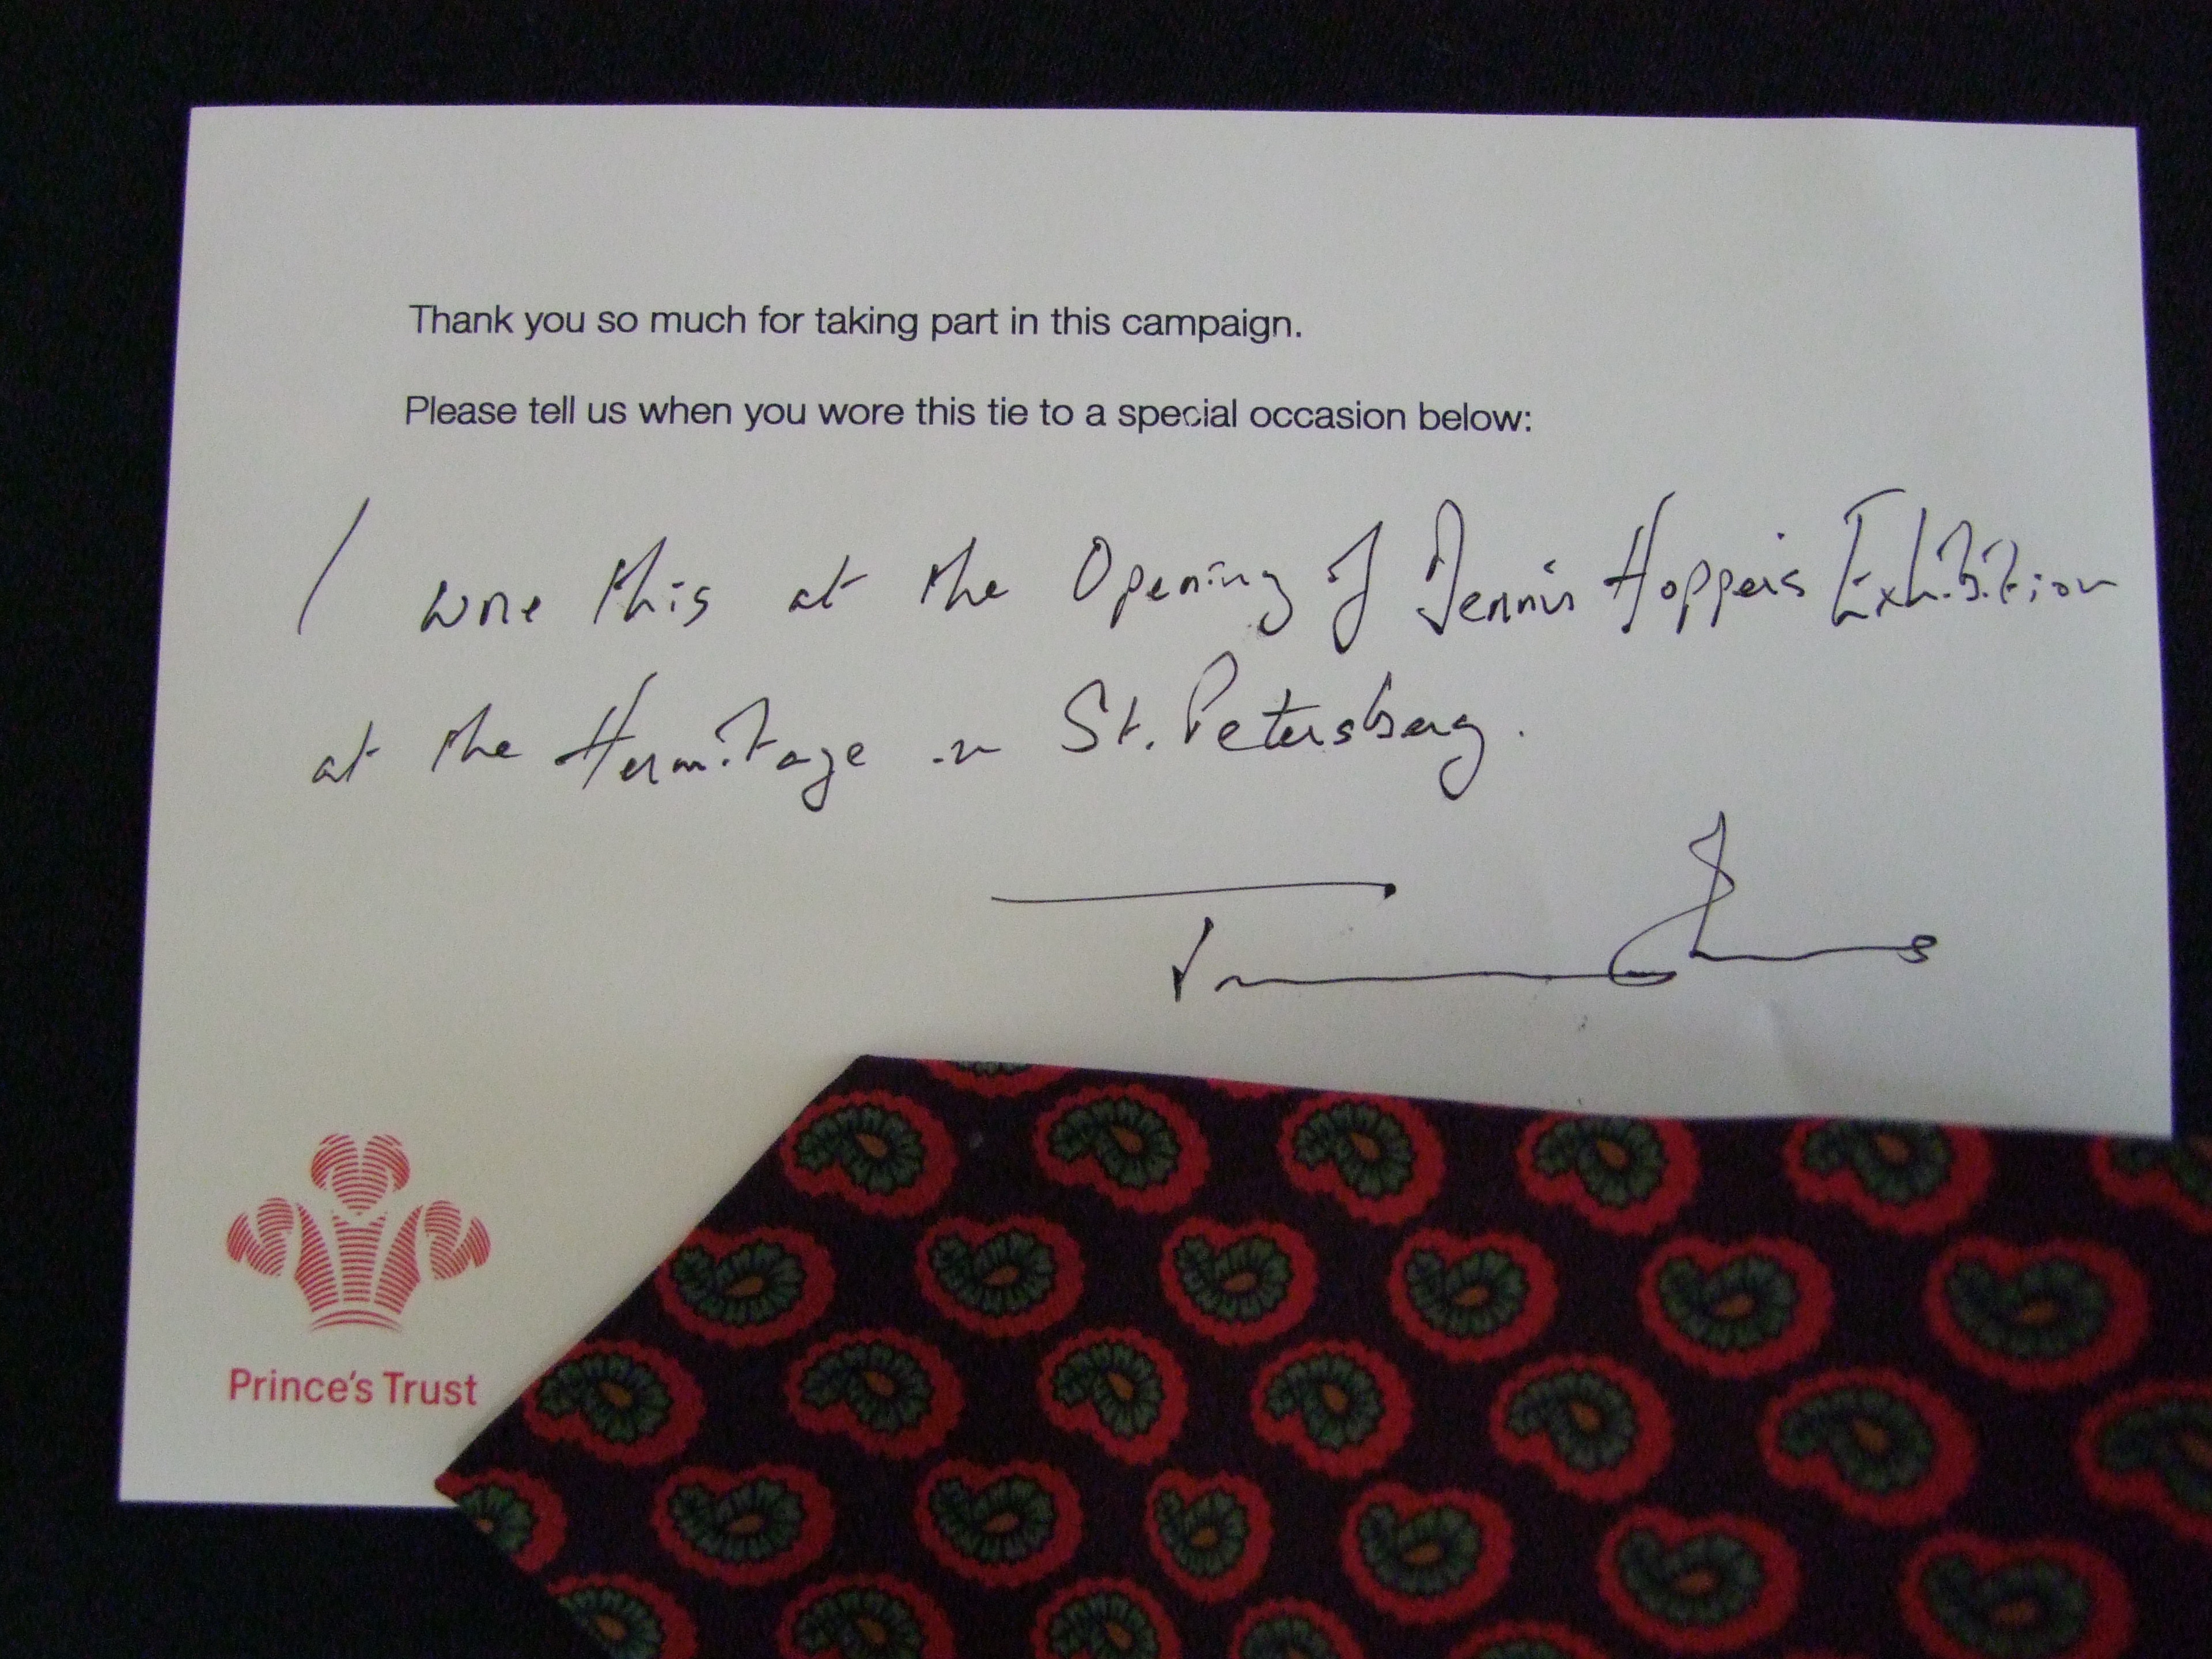 Thank you so much for taking part in this campaign.
Please tell us when you wore this tie to a special occasion below:
I wore this at the Opening of Dennis Hopper's Exhibition
at the Hermitage in St. Petersberg.
Prince's Trust